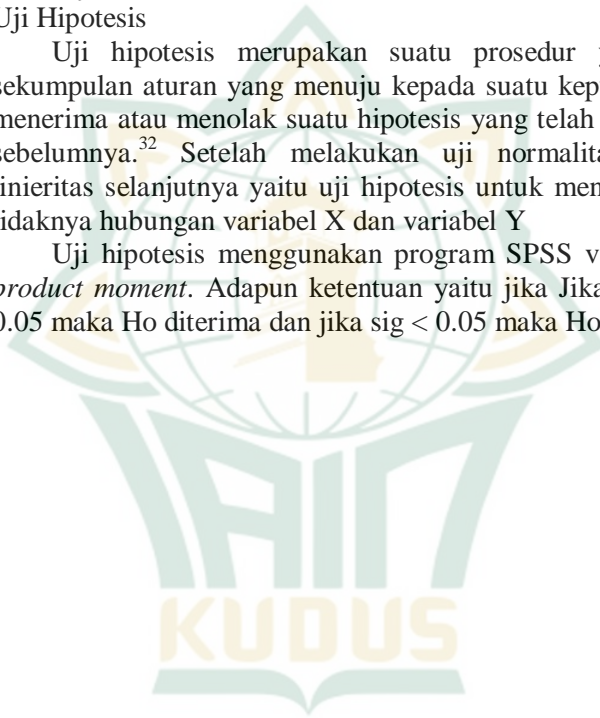 Uji Hipotesis
Uji hipotesis merupakan suatu prosedur
sekumpulan aturan yang menuju kepada suatu
menerima atau menolak suatu hipotesis yang telah
sebelumnya.32 Setelah melakukan uji
linieritas selanjutnya yaitu uji hipotesis untuk
tidaknya hubungan variabel X dan variabel Y
Uji hipotesis menggunakan program SPSS
product moment. Adapun ketentuan yaitu jika Jika
0.05 maka Ho diterima dan jika sig < 0.05 maka Ho
IAIN
KUDUS